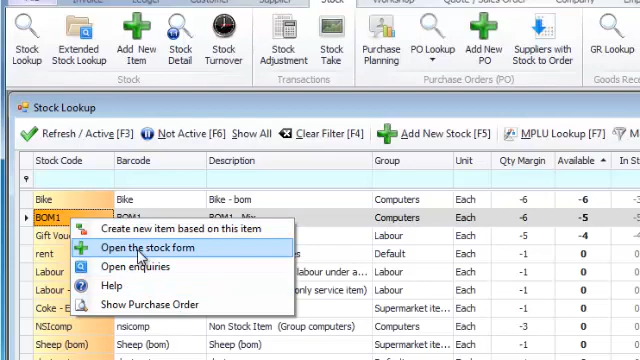 Invoice Ledger Customer Supplier Stock Workshop Quote / Sales Order Company
Stock Lookup
Extended Stock Lookup
Add New Item
Stock Detail
Stock Turnover
Stock Adjustment
Stock Take
Purchase Planning
PO Lookup
Add New PO
Suppliers with Stock to Order
GR Lookup
Stock Transactions Purchase Orders (PO) Goods Rece
Stock Lookup
Refresh / Active [F3] Not Active [F6] Show All Clear Filter [F4] Add New Stock [F5] MPLU Lookup [F7] M
Stock Code Barcode Description Group Unit Qty Margin Available In St
Bike Bike Bike - bom Computers Each -6 -6 -3
BOM1 BOM1 BOM1 - Mix Computers Each -6 -5
Gift Vou Labour Each -5 -4
rent Default Each -1 0
Labour labour under a... Labour Each -1 0
Labour only service item) Labour Each -1 0
Coke - E Supermarket item... Each -1 0
NSIcomp nsicomp Non Stock Item (Group computers) Computers Each -1 0
Sheep (bom) Sheep (bom) Sheep (bom) Supermarket item... Each -1 0
Create new item based on this item
Open the stock form
Open enquiries
Help
Show Purchase Order